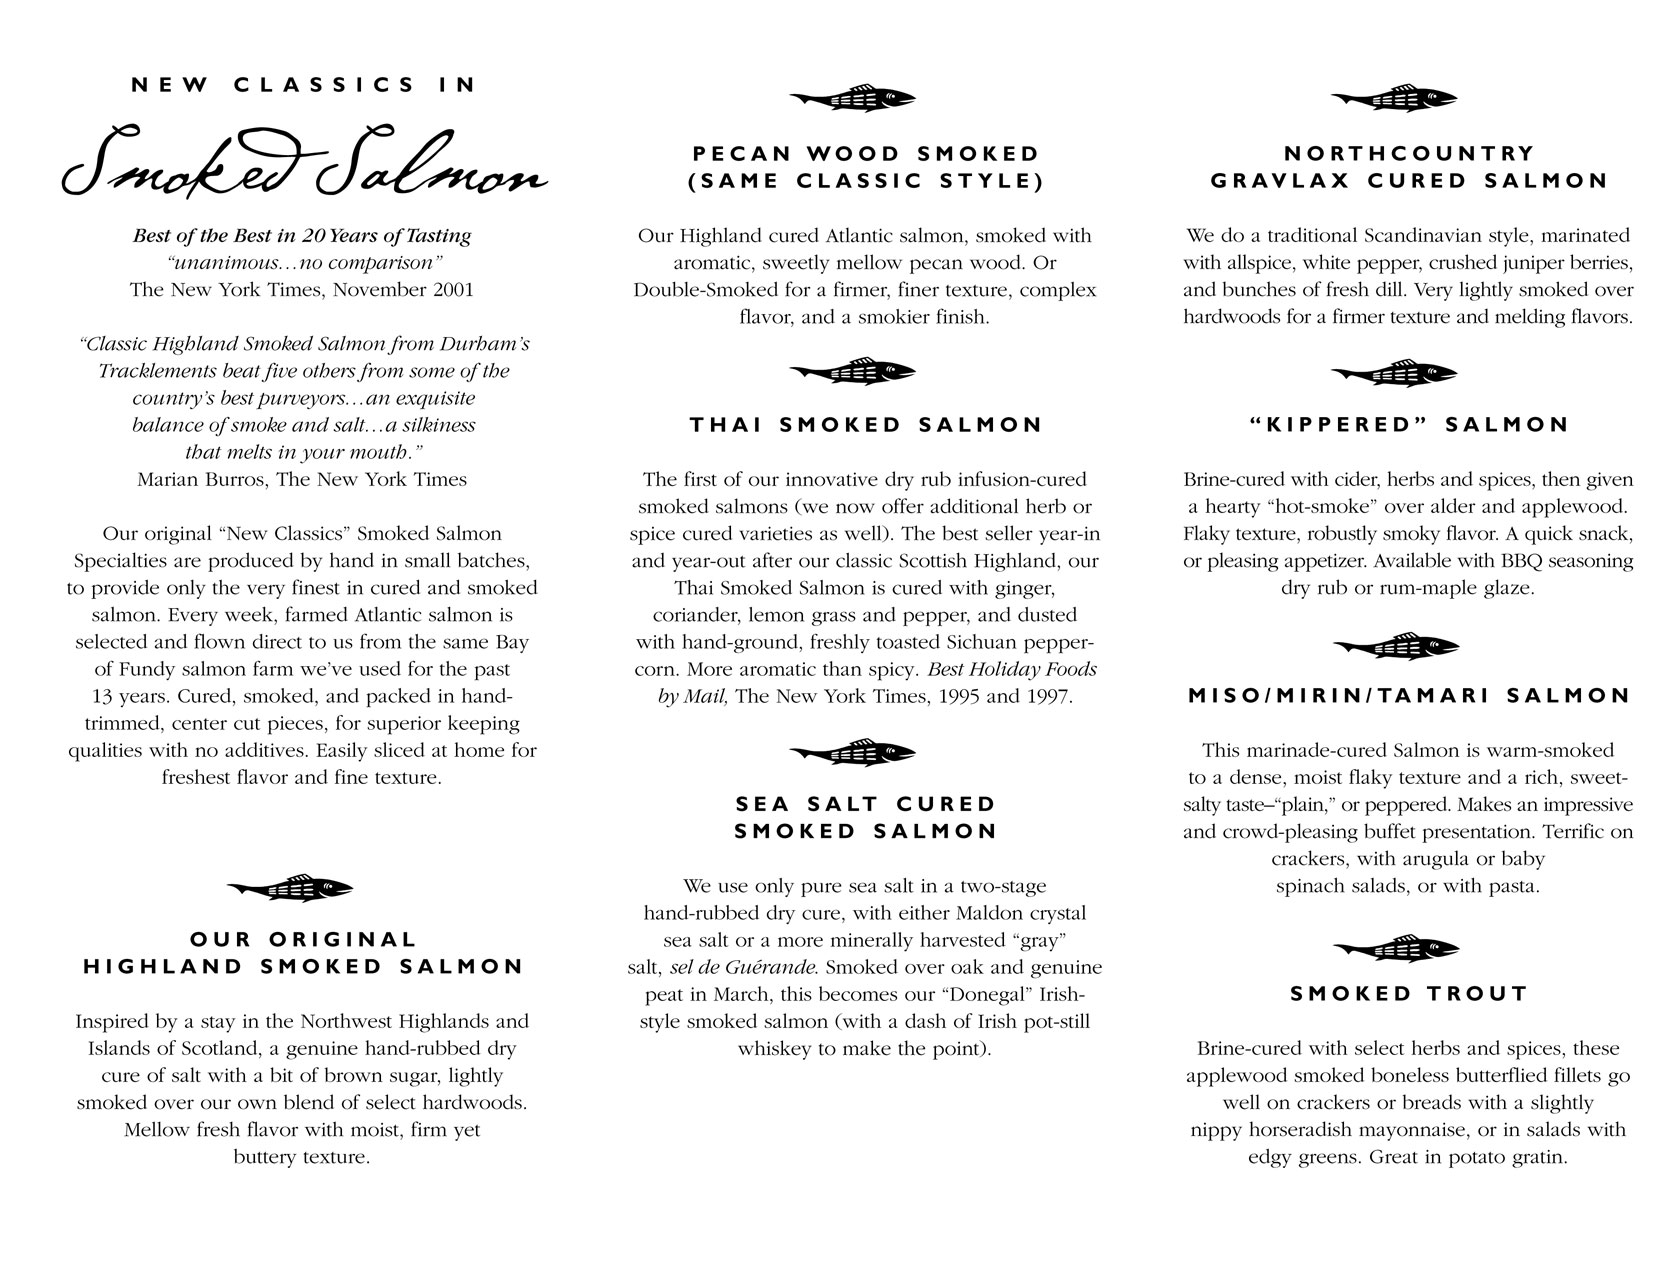 NEW CLASSICS IN
Smoked Salmon
Best of the Best in 20 Years of Tasting
“unanimous…no comparison”
The New York Times, November 2001
“Classic Highland Smoked Salmon from Durham’s
Tracklements beat five others from some of the
country’s best purveyors…an exquisite
balance of smoke and salt…a silkiness
that melts in your mouth.”
Marian Burros, The New York Times
Our original “New Classics” Smoked Salmon
Specialties are produced by hand in small batches,
to provide only the very finest in cured and smoked
salmon. Every week, farmed Atlantic salmon is
selected and flown direct to us from the same Bay
of Fundy salmon farm we’ve used for the past
13 years. Cured, smoked, and packed in hand-
trimmed, center cut pieces, for superior keeping
qualities with no additives. Easily sliced at home for
freshest flavor and fine texture.
OUR ORIGINAL
HIGHLAND SMOKED SALMON
Inspired by a stay in the Northwest Highlands and
Islands of Scotland, a genuine hand-rubbed dry
cure of salt with a bit of brown sugar, lightly
smoked over our own blend of select hardwoods.
Mellow fresh flavor with moist, firm yet
buttery texture.
PECAN WOOD SMOKED
(SAME CLASSIC STYLE)
Our Highland cured Atlantic salmon, smoked with
aromatic, sweetly mellow pecan wood. Or
Double-Smoked for a firmer, finer texture, complex
flavor, and a smokier finish.
THAI SMOKED SALMON
The first of our innovative dry rub infusion-cured
smoked salmons (we now offer additional herb or
spice cured varieties as well). The best seller year-in
and year-out after our classic Scottish Highland, our
Thai Smoked Salmon is cured with ginger,
coriander, lemon grass and pepper, and dusted
with hand-ground, freshly toasted Sichuan pepper-
corn. More aromatic than spicy. Best Holiday Foods
by Mail, The New York Times, 1995 and 1997.
SEA SALT CURED
SMOKED SALMON
We use only pure sea salt in a two-stage
hand-rubbed dry cure, with either Maldon crystal
sea salt or a more minerally harvested “gray”
salt, sel de Guérande. Smoked over oak and genuine
peat in March, this becomes our “Donegal” Irish-
style smoked salmon (with a dash of Irish pot-still
whiskey to make the point).
NORTHCOUNTRY
GRAVLAX CURED SALMON
We do a traditional Scandinavian style, marinated
with allspice, white pepper, crushed juniper berries,
and bunches of fresh dill. Very lightly smoked over
hardwoods for a firmer texture and melding flavors.
“KIPPERED” SALMON
Brine-cured with cider, herbs and spices, then given
a hearty “hot-smoke” over alder and applewood.
Flaky texture, robustly smoky flavor. A quick snack,
or pleasing appetizer. Available with BBQ seasoning
dry rub or rum-maple glaze.
MISO/MIRIN/TAMARI SALMON
This marinade-cured Salmon is warm-smoked
to a dense, moist flaky texture and a rich, sweet-
salty taste–“plain,” or peppered. Makes an impressive
and crowd-pleasing buffet presentation. Terrific on
crackers, with arugula or baby
spinach salads, or with pasta.
SMOKED TROUT
Brine-cured with select herbs and spices, these
applewood smoked boneless butterflied fillets go
well on crackers or breads with a slightly
nippy horseradish mayonnaise, or in salads with
edgy greens. Great in potato gratin.